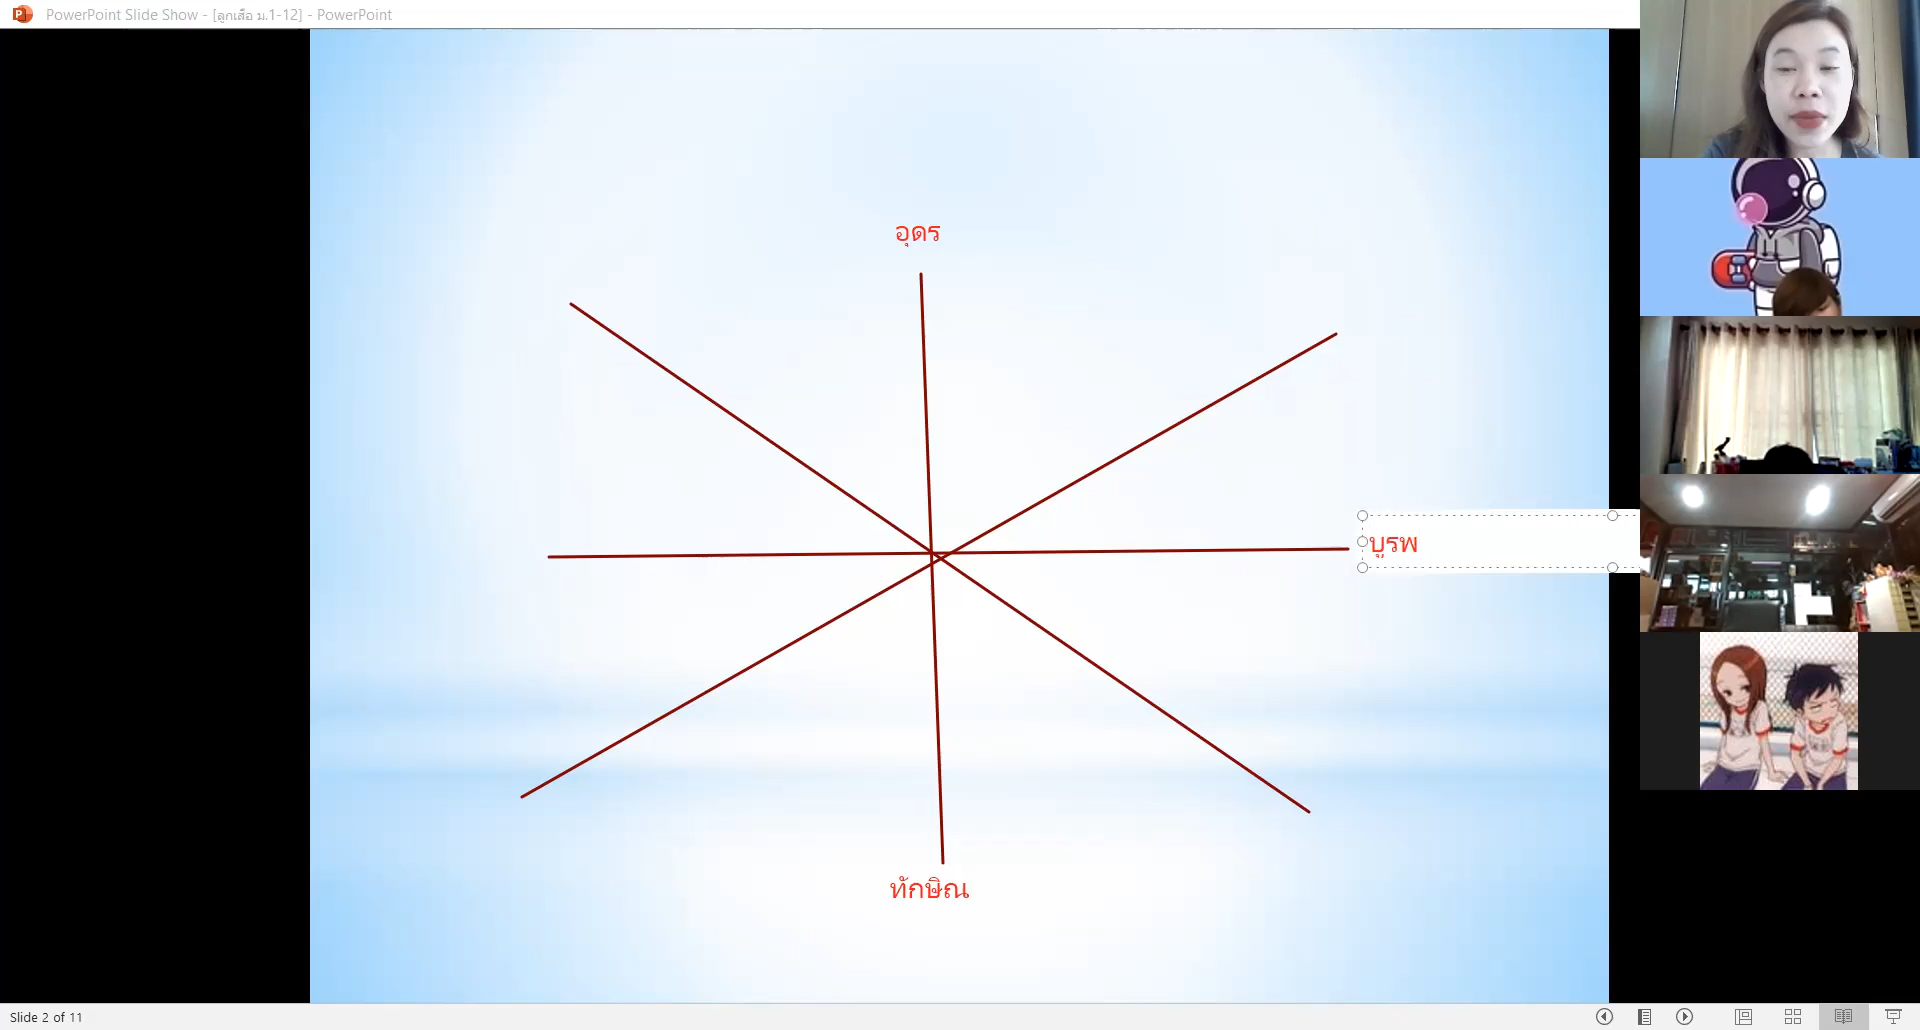 PowerPoint Slide Show - [ลูกเสือ ม.1-12] - PowerPoint
อุดร
บูรพ
ทักษิณ
Slide 2 of 11